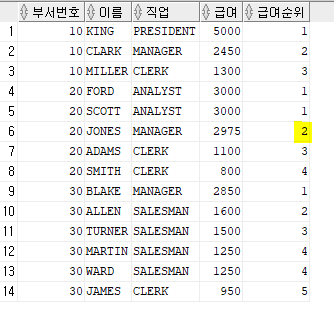 부서번호 이름 직업 급여 급여순위
1 10 KING PRESIDENT 5000 1
2 10 CLARK MANAGER 2450 2
3 10 MILLER CLERK 1300 3
4 20 FORD ANALYST 3000 1
5 20 SCOTT ANALYST 3000 1
6 20 JONES MANAGER 2975 2
7 20 ADAMS CLERK 1100 3
8 20 SMITH CLERK 800 4
9 30 BLAKE MANAGER 2850 1
10 30 ALLEN SALESMAN 1600 2
11 30 TURNER SALESMAN 1500 3
12 30 MARTIN SALESMAN 1250 4
13 30 WARD SALESMAN 1250 4
14 30 JAMES CLERK 950 5